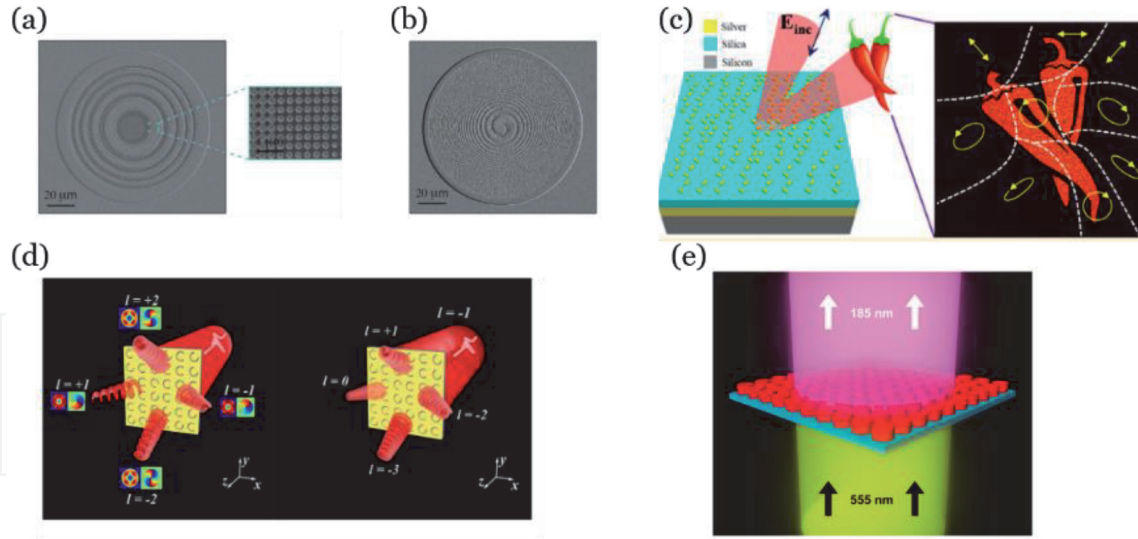 (a)
20 μm
(b)
20 μm
(c)
Silver
Silica
Silicon
E inc
(d)
l = +2
l = +1
l = -1
l = -2
y
z
x
l = -1
l = +1
l = 0
l = -2
l = -3
y
z
x
(e)
185 nm
555 nm